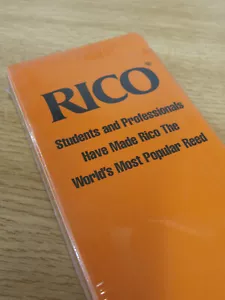 RICO®
Students and Professionals
Have Made Rico The
World's Most Popular Reed